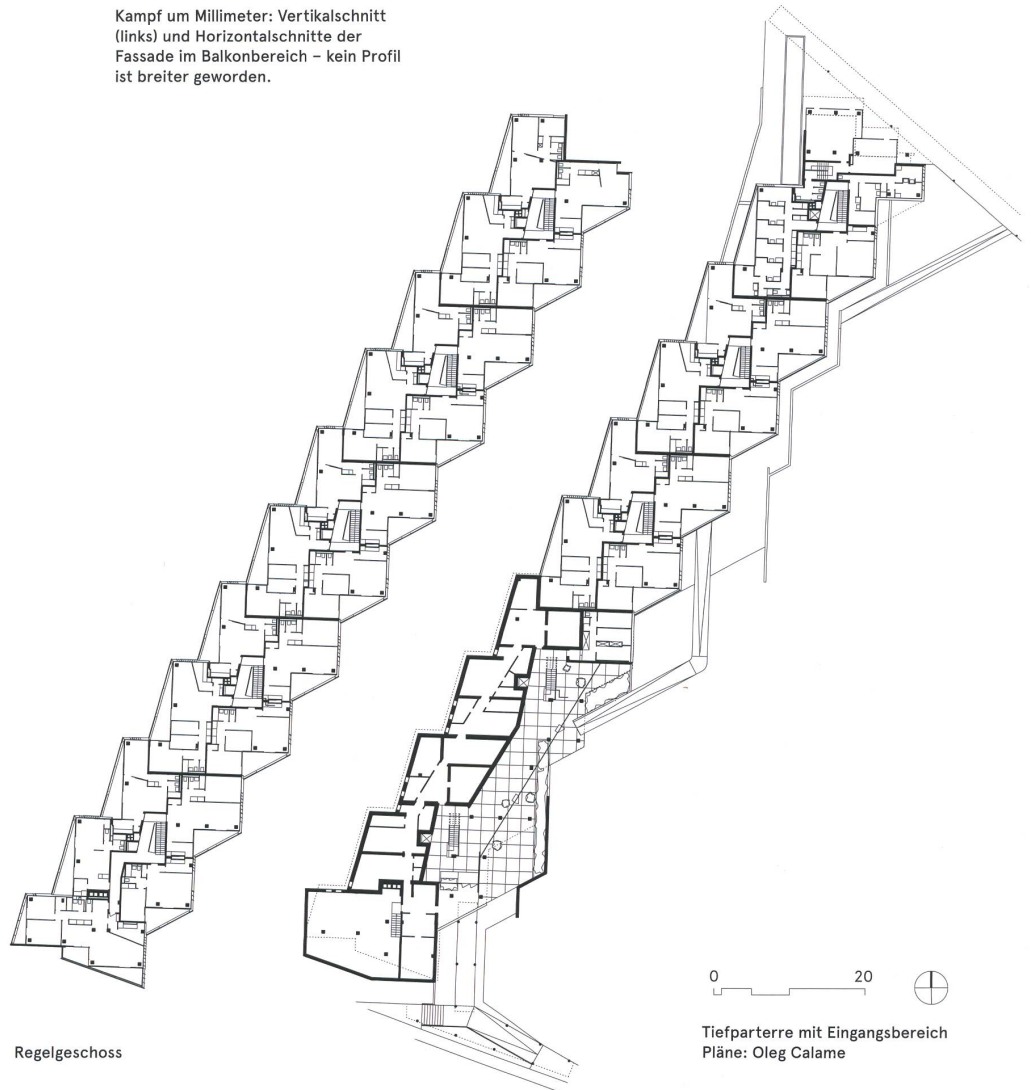 Kampf um Millimeter: Vertikalschnitt
(links) und Horizontalschnitte der
Fassade im Balkonbereich – kein Profil
ist breiter geworden.
0 20
Tiefparterre mit Eingangsbereich
Pläne: Oleg Calame
Regelgeschoss